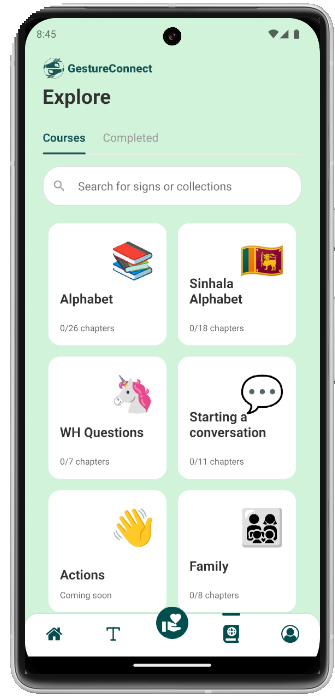 8:45
GestureConnect
Explore
Courses Completed
Search for signs or collections
Alphabet
0/26 chapters
Sinhala
Alphabet
0/18 chapters
WH Questions
0/7 chapters
Starting a
conversation
0/11 chapters
Actions
Coming soon
Family
0/8 chapters
T